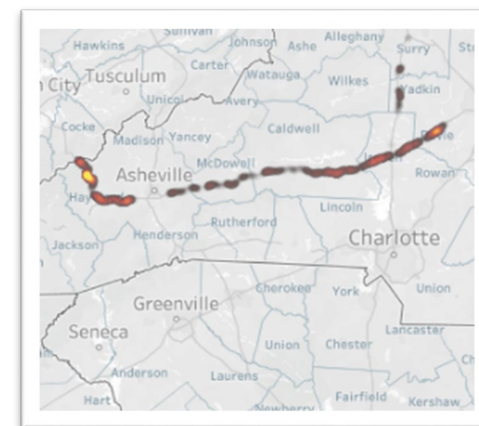 Sullivan
Hawkins
Johnson
Ashe
Alleghany
Surry
Carter
Tusculum
n City
Watauga
Wilkes
Yadkin
Unicoi
Avery
Cocke
Madison
Yancey
Caldwell
Asheville
McDowell
Rowan
Lincoln
Rutherford
Henderson
Jackson
Charlotte
Cherokee
York
Union
Greenville
Seneca
Lancaster
Union
Chester
Anderson
Laurens
Hart
Newberry
Fairfield
Kershaw